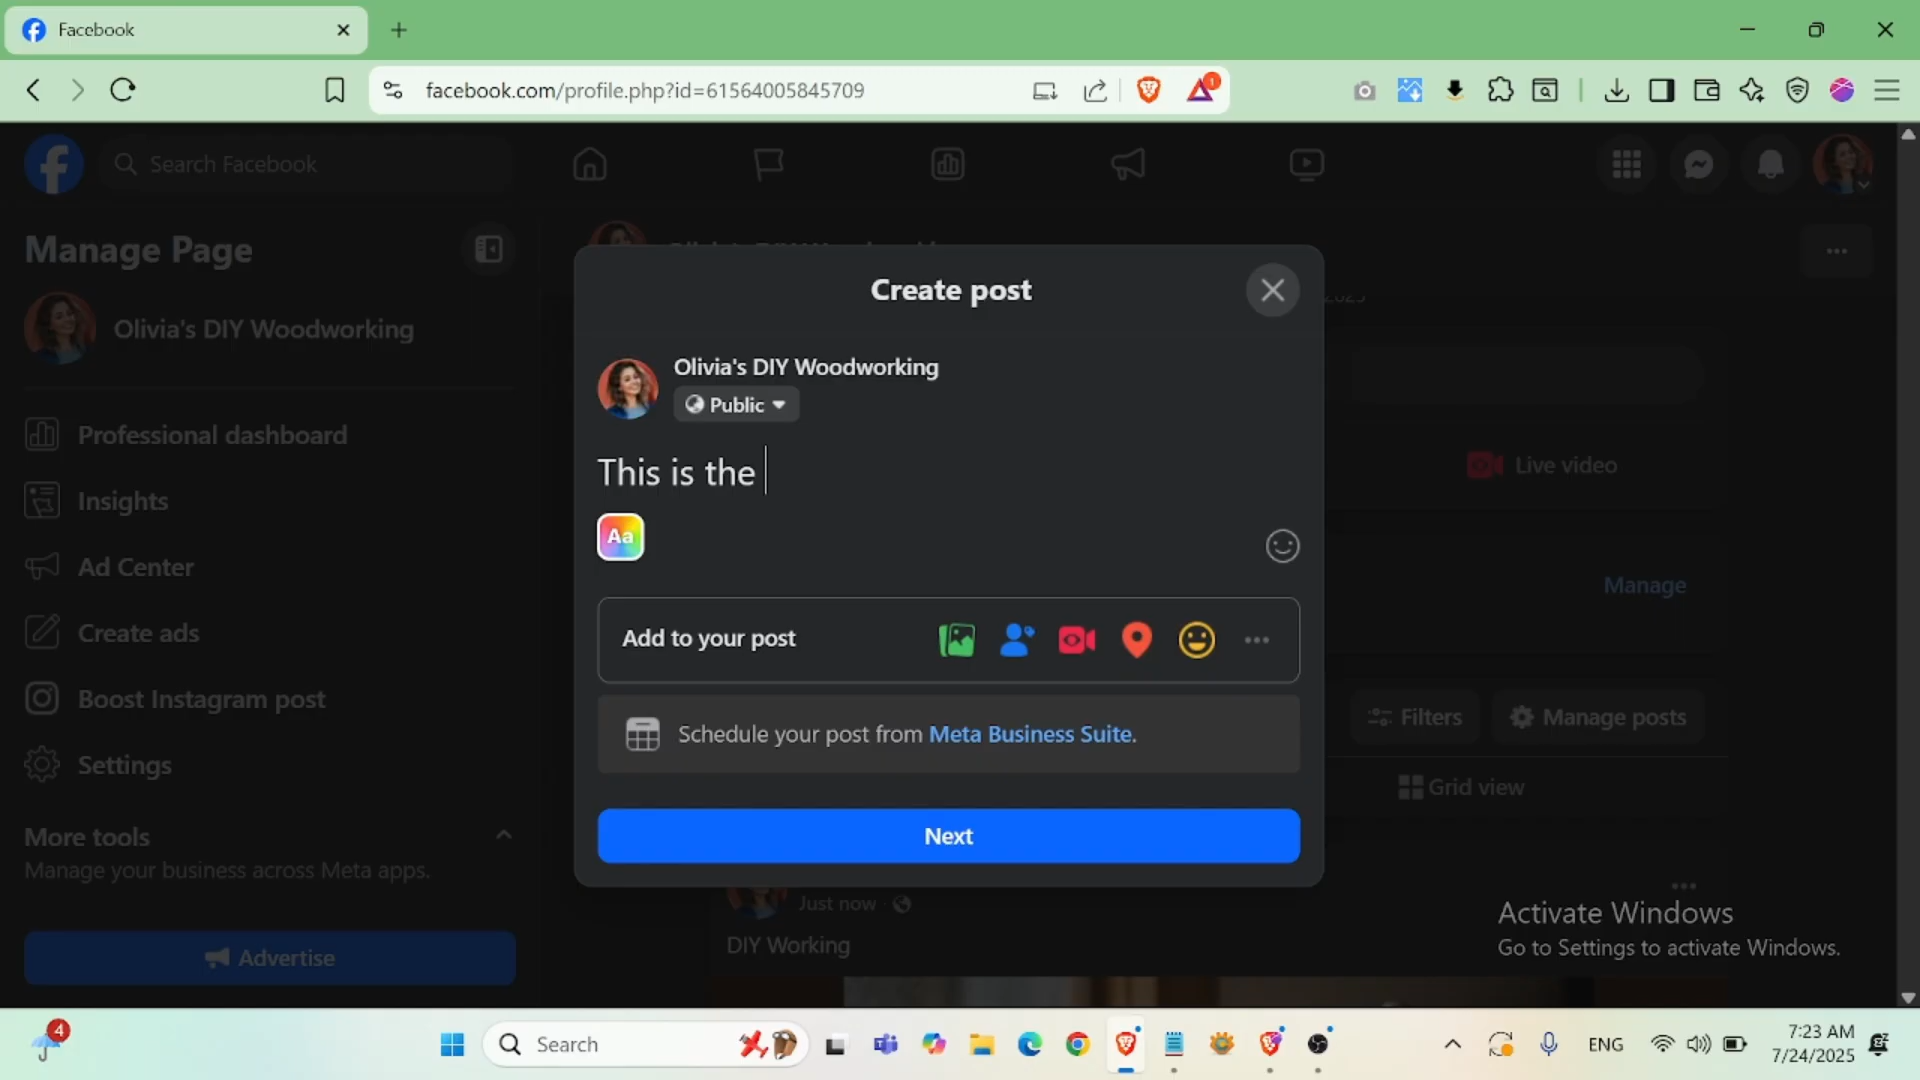 Facebook
facebook.com/profile.php?id=61564005845709
1
Search Facebook
Manage Page
Olivia's DIY Woodworking
Professional dashboard
Insights
Ad Center
Create ads
Boost Instagram post
Settings
More tools
Manage your business across Meta apps.
Advertise
Create post
Olivia's DIY Woodworking
Public
This is the
Aa
Add to your post
Schedule your post from Meta Business Suite.
Next
Live video
Manage
Filters
Manage posts
Grid view
Just now
DIY Working
Activate Windows
Go to Settings to activate Windows.
4
Search
ENG
7:23 AM
7/24/2025